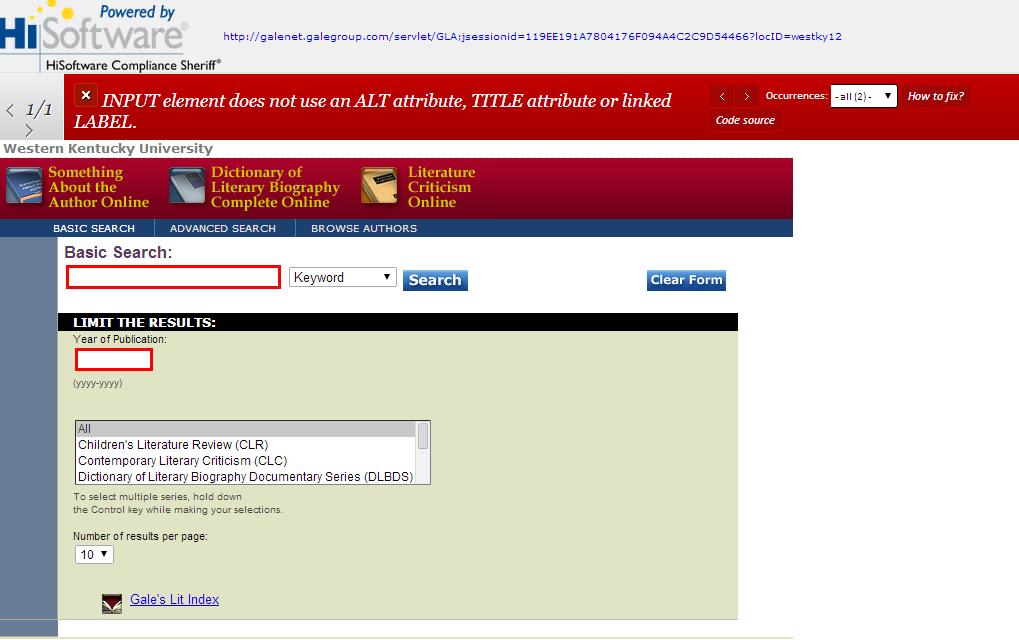 Powered by
HiSoftware®
HiSoftware Compliance Sheriff®
http://galenet.galegroup.com/servlet/GLA;jsessionid=119EE191A7804176F094A4C2C9D54466?locID=westky12
1/1
INPUT element does not use an ALT attribute, TITLE attribute or linked
LABEL.
Occurrences: - all (2) - How to fix?
Code source
Western Kentucky University
Something
About the
Author Online
Dictionary of
Literary Biography
Complete Online
Literature
Criticism
Online
BASIC SEARCH ADVANCED SEARCH BROWSE AUTHORS
Basic Search:
Keyword Search Clear Form
LIMIT THE RESULTS:
Year of Publication:
(yyyy-yyyy)
All
Children's Literature Review (CLR)
Contemporary Literary Criticism (CLC)
Dictionary of Literary Biography Documentary Series (DLBDS)
To select multiple series, hold down
the Control key while making your selections.
Number of results per page:
10
Gale's Lit Index